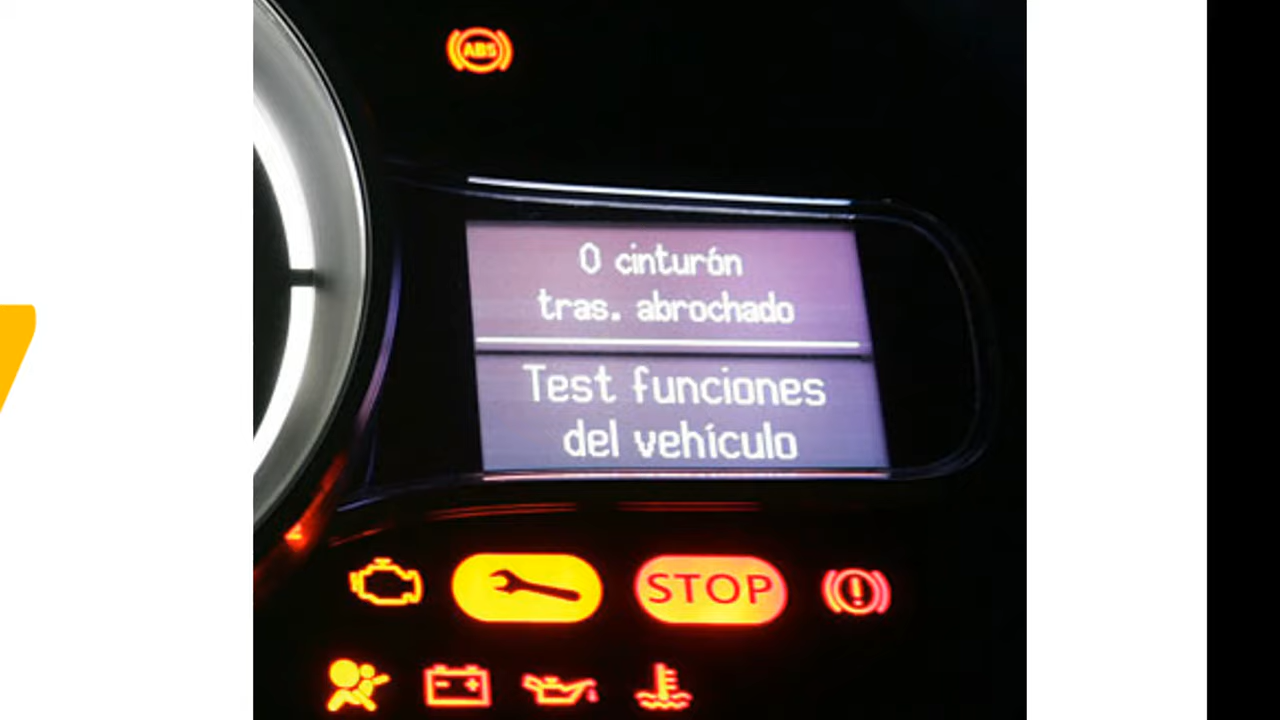 ABS
0 cinturón
tras. abrochado
Test funciones
del vehículo
STOP